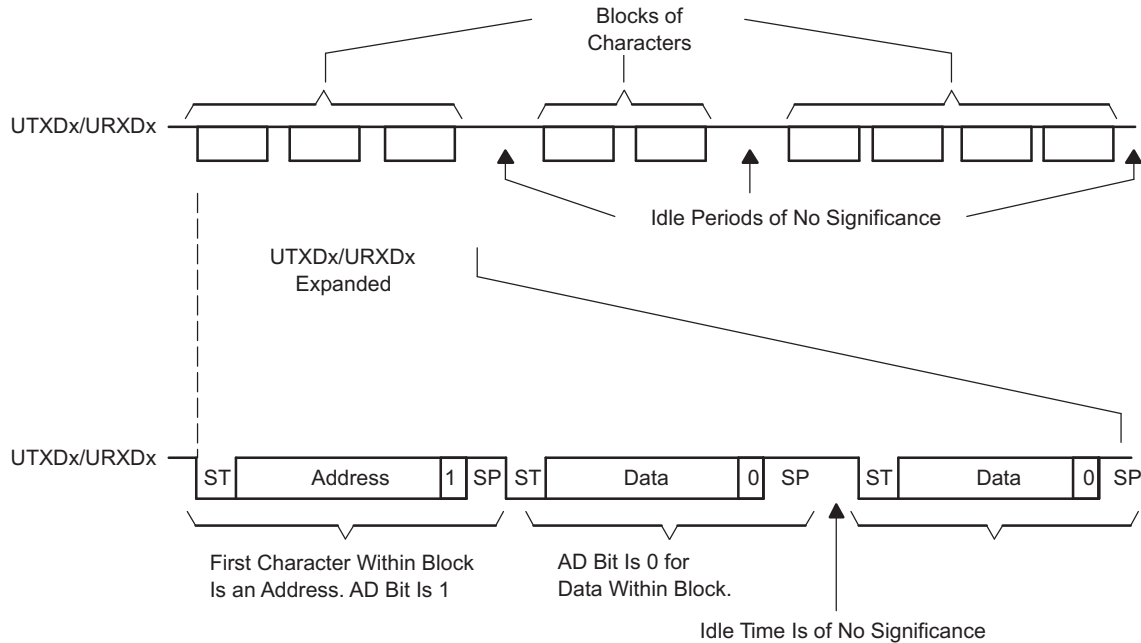 Blocks of
Characters
UTXDx/URXDx
Idle Periods of No Significance
UTXDx/URXDx
Expanded
UTXDx/URXDx
ST Address 1 SP ST Data 0 SP ST Data 0 SP
First Character Within Block
Is an Address. AD Bit Is 1
AD Bit Is 0 for
Data Within Block.
Idle Time Is of No Significance